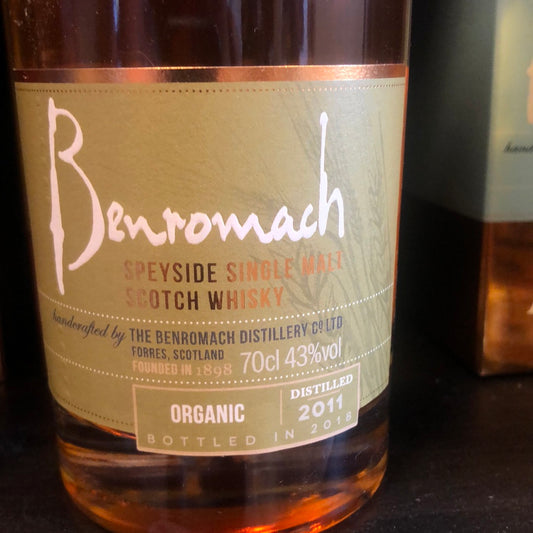 Benromach
SPEYSIDE SINGLE MALT
SCOTCH WHISKY
handcrafted by THE BENROMACH DISTILLERY Co LTD
FORRES, SCOTLAND
FOUNDED IN 1898
70cl 43%vol
ORGANIC
DISTILLED
2011
BOTTLED IN 2018